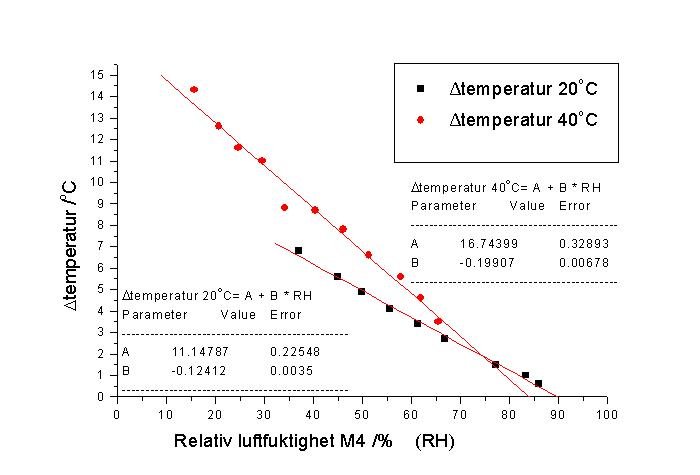 Δtemperatur 20°C
Δtemperatur 40°C
Δtemperatur 40°C= A + B * RH
Parameter Value Error
A 16.74399 0.32893
B -0.19907 0.00678
Δtemperatur 20°C= A + B * RH
Parameter Value Error
A 11.14787 0.22548
B -0.12412 0.0035
Δtemperatur /°C
15
14
13
12
11
10
9
8
7
6
5
4
3
2
1
0
0 10 20 30 40 50 60 70 80 90 100
Relativ luftfuktighet M4 /% (RH)